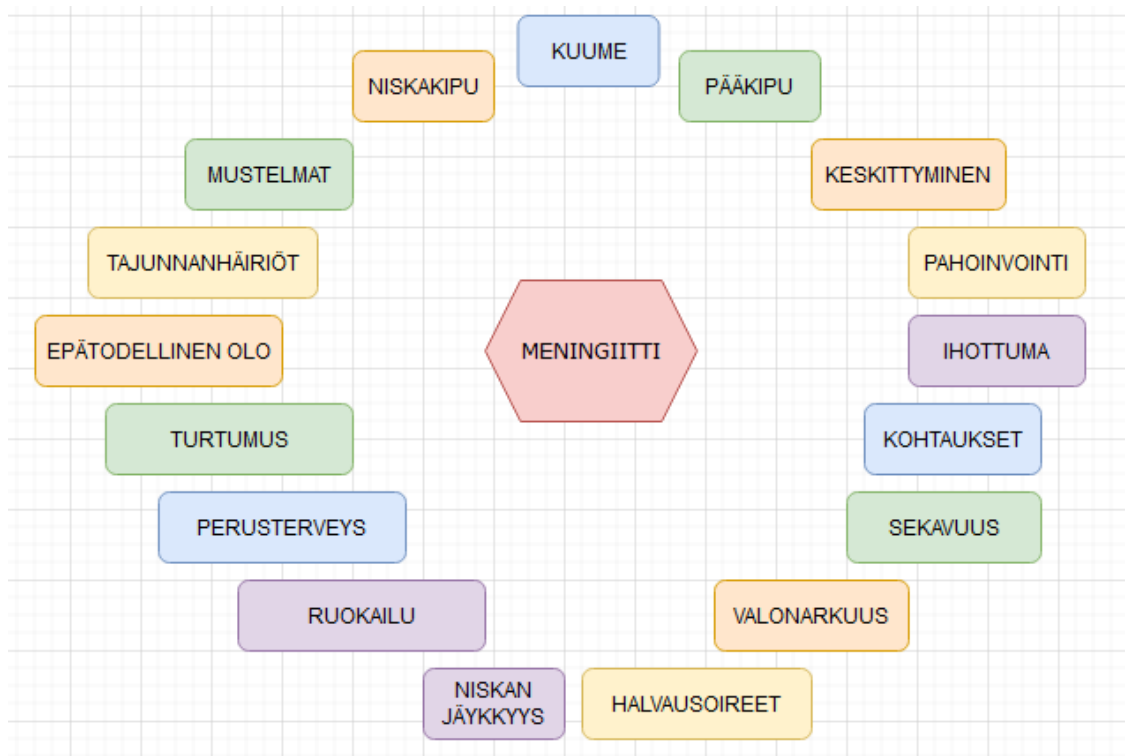 KUUME
NISKAKIPU
PÄÄKIPU
MUSTELMAT
KESKITTYMINEN
TAJUNNANHÄIRIÖT
PAHOINVOINTI
EPÄTODELLINEN OLO
MENINGIITTI
IHOTTUMA
TURTUMUS
KOHTAUKSET
PERUSTERVEYS
SEKAVUUS
RUOKAILU
VALONARKUUS
NISKAN
JÄYKKYYS
HALVAUSOIREET